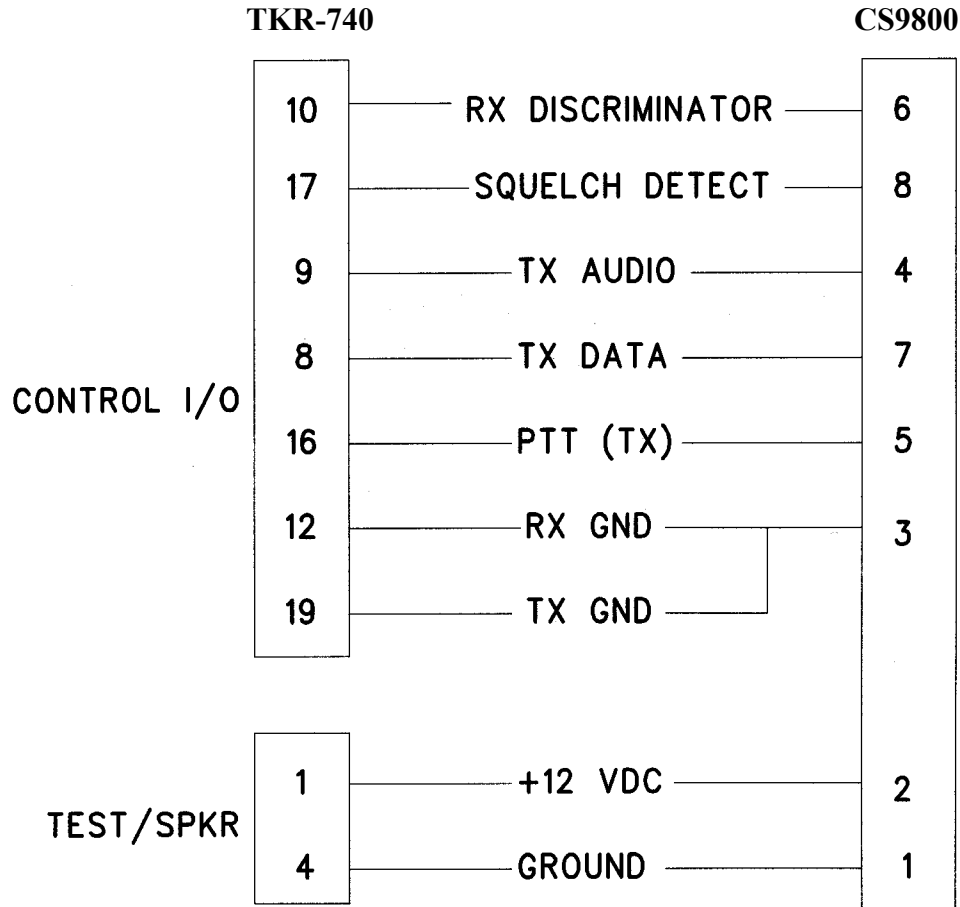 TKR-740 CS9800
10 RX DISCRIMINATOR 6
17 SQUELCH DETECT 8
9 TX AUDIO 4
8 TX DATA 7
CONTROL I/O
16 PTT (TX) 5
12 RX GND 3
19 TX GND
1 +12 VDC 2
TEST/SPKR
4 GROUND 1